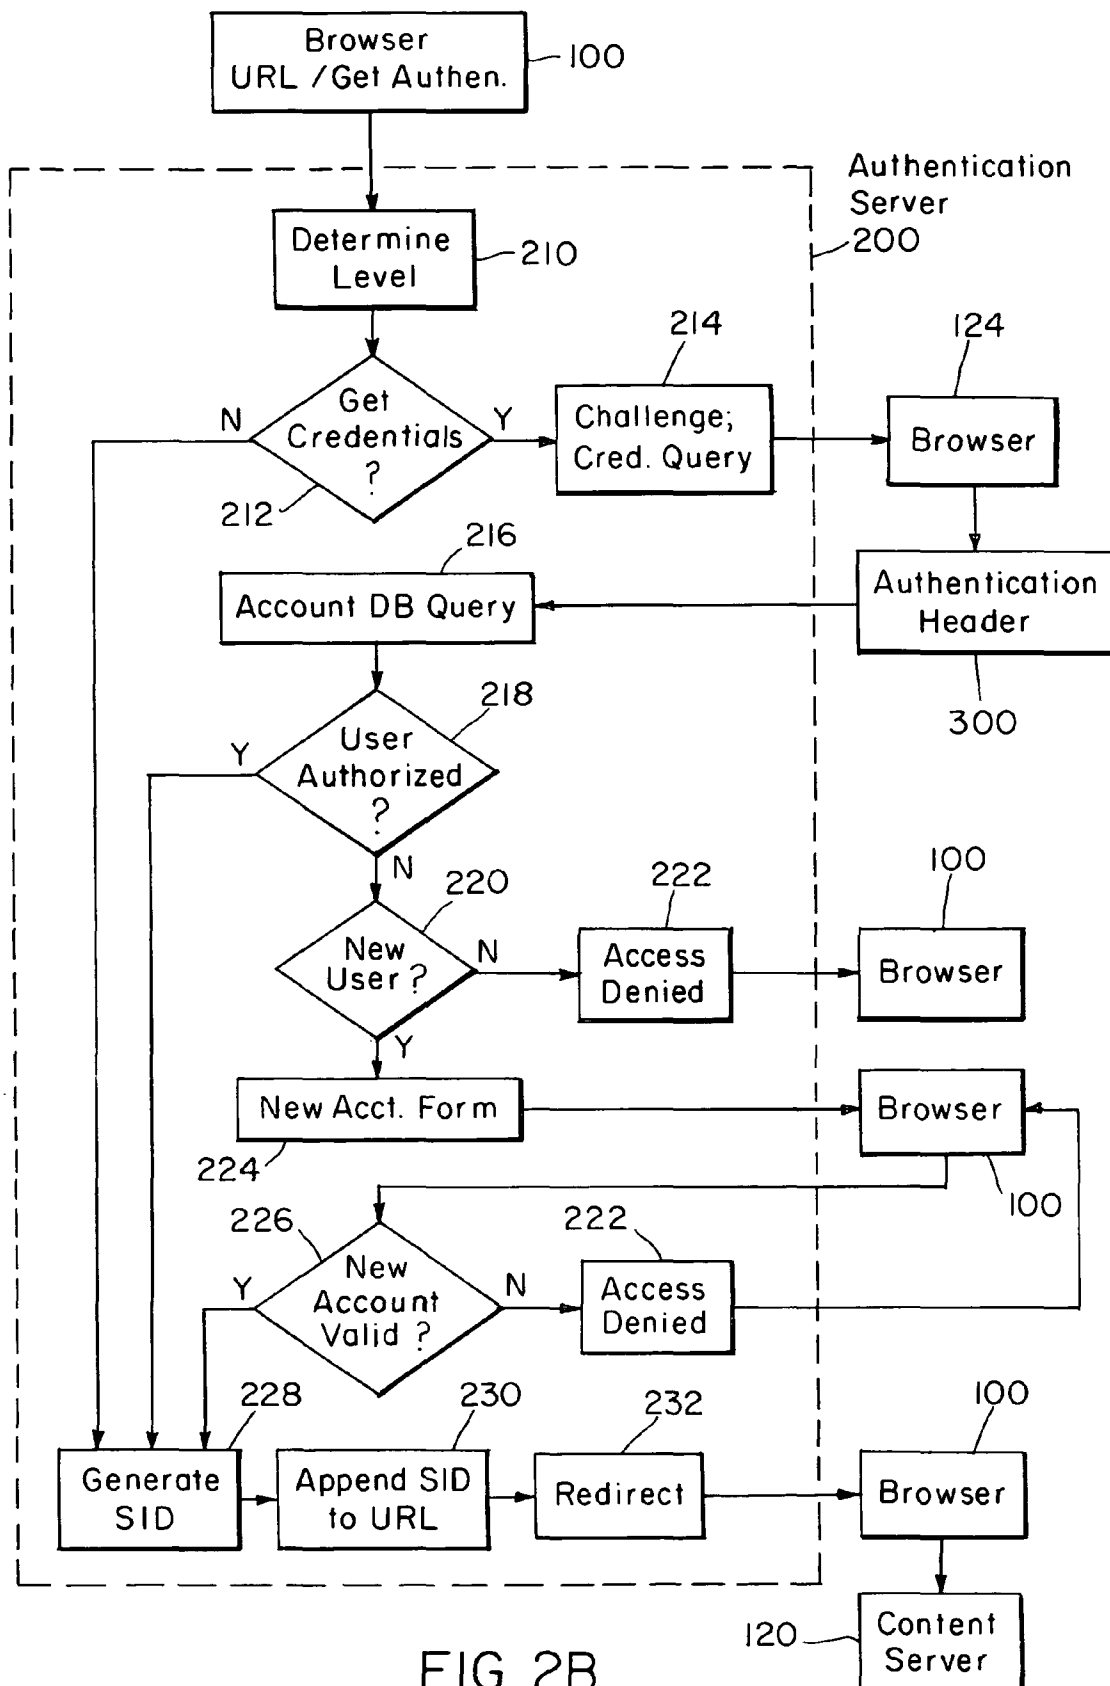 Browser
URL /Get Authen.
100
Authentication
Server
200
Determine
Level
210
214
124
N
Get
Credentials
?
Y
212
Challenge;
Cred. Query
Browser
216
Account DB Query
Authentication
Header
300
218
Y
User
Authorized
?
N
220
222
100
New
User ?
N
Access
Denied
Browser
Y
New Acct. Form
Browser
224
100
226
222
Y
New
Account
Valid ?
N
Access
Denied
228
230
232
100
Generate
SID
Append SID
to URL
Redirect
Browser
120
Content
Server
FIG 2B